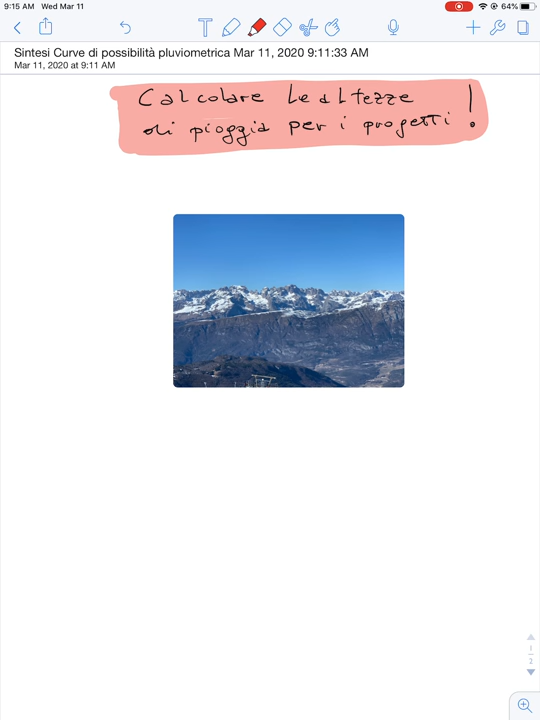 9:15 AM Wed Mar 11
64%
T
Sintesi Curve di possibilità pluviometrica Mar 11, 2020 9:11:33 AM
Mar 11, 2020 at 9:11 AM
Calcolare le altezze
di pioggia per i progetti!
1
2